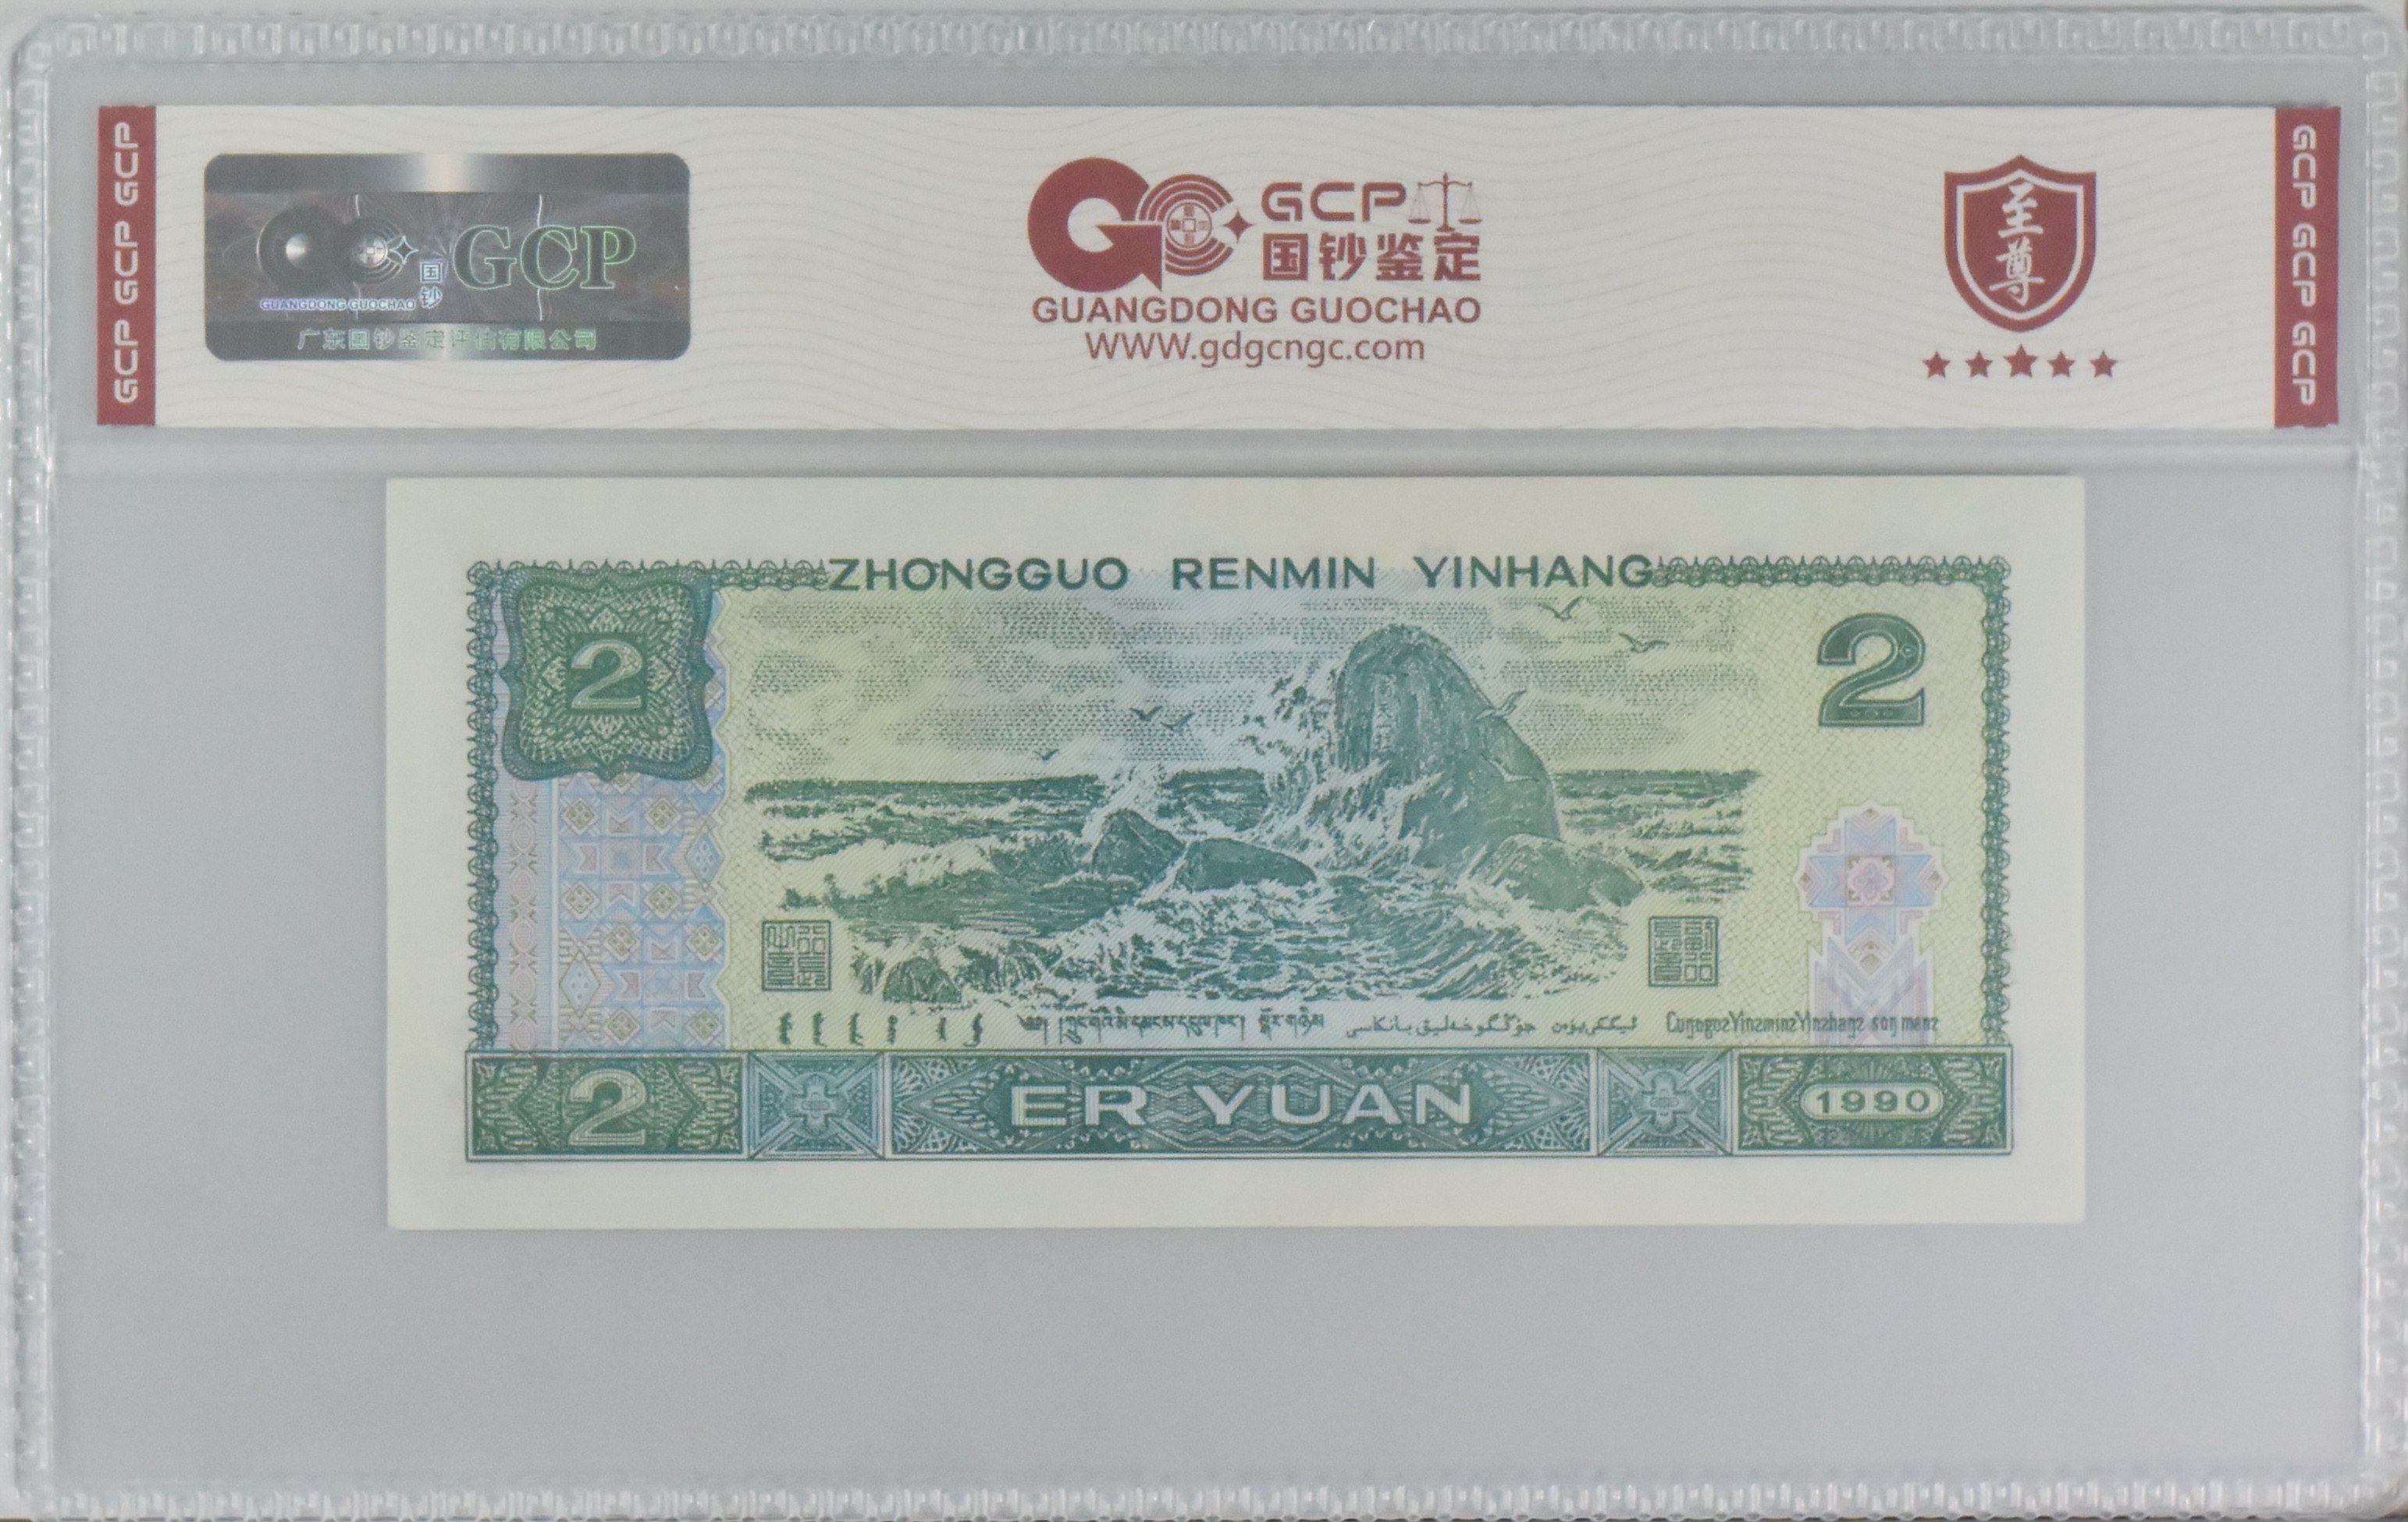 GCP GCP GCP
国钞
GCP
GUANGDONG GUOCHAO
广东国钞鉴定评估有限公司
GCP
国钞鉴定
GUANGDONG GUOCHAO
WWW.gdgcngc.com
至尊
GCP GCP GCP
ZHONGGUO RENMIN YINHANG
2
2
2
ER YUAN
1990